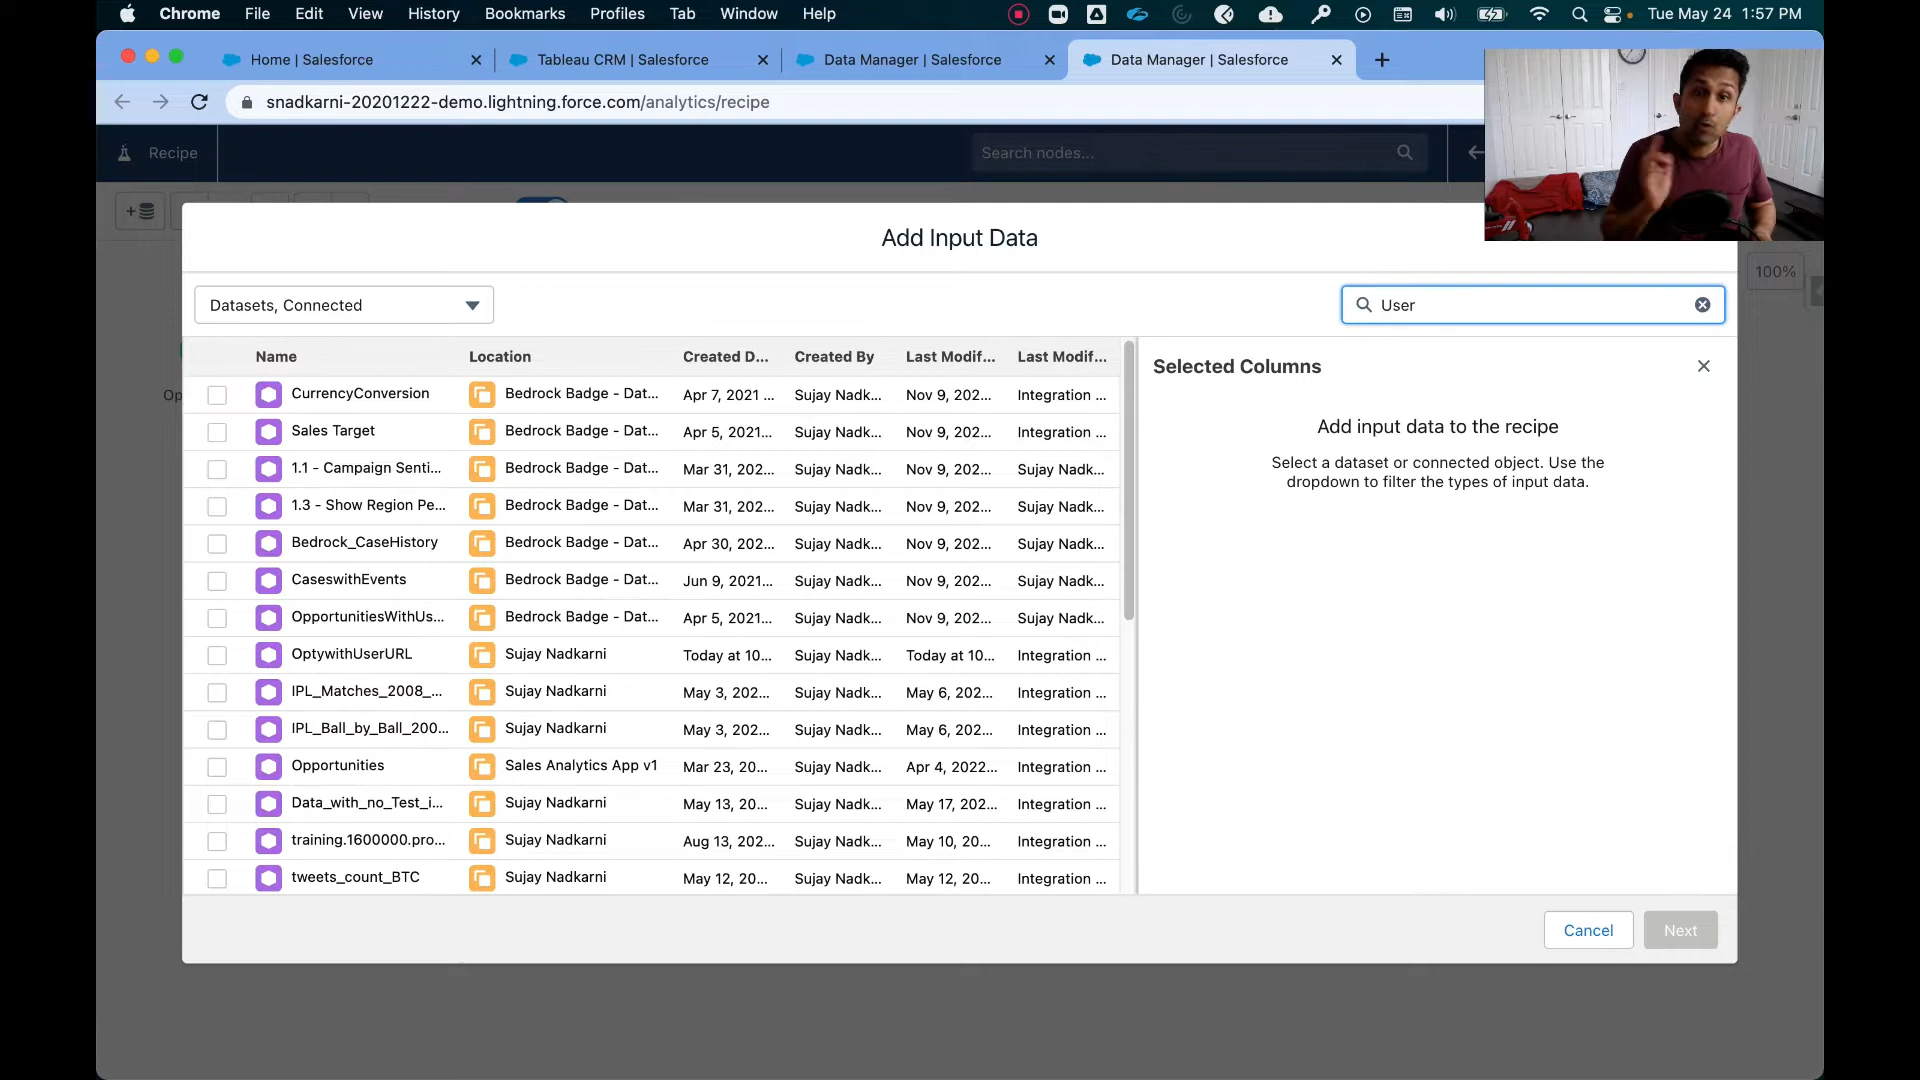 Chrome File Edit View History Bookmarks Profiles Tab Window Help Tue May 24 1:57 PM
Home | Salesforce Tableau CRM | Salesforce Data Manager | Salesforce Data Manager | Salesforce
snadkarni-20201222-demo.lightning.force.com/analytics/recipe
Recipe Search nodes...
Add Input Data
100%
Datasets, Connected User
Name Location Created D... Created By Last Modif... Last Modif...
Selected Columns
CurrencyConversion Bedrock Badge - Dat... Apr 7, 2021 ... Sujay Nadk... Nov 9, 202... Integration ...
Op
Sales Target Bedrock Badge - Dat... Apr 5, 2021... Sujay Nadk... Nov 9, 202... Integration ...
1.1 - Campaign Senti... Bedrock Badge - Dat... Mar 31, 202... Sujay Nadk... Nov 9, 202... Sujay Nadk...
1.3 - Show Region Pe... Bedrock Badge - Dat... Mar 31, 202... Sujay Nadk... Nov 9, 202... Sujay Nadk...
Bedrock_CaseHistory Bedrock Badge - Dat... Apr 30, 202... Sujay Nadk... Nov 9, 202... Sujay Nadk...
CaseswithEvents Bedrock Badge - Dat... Jun 9, 2021... Sujay Nadk... Nov 9, 202... Sujay Nadk...
OpportunitiesWithUs... Bedrock Badge - Dat... Apr 5, 2021... Sujay Nadk... Nov 9, 202... Sujay Nadk...
OptywithUserURL Sujay Nadkarni Today at 10... Sujay Nadk... Today at 10... Integration ...
IPL_Matches_2008_... Sujay Nadkarni May 3, 202... Sujay Nadk... May 6, 202... Integration ...
IPL_Ball_by_Ball_200... Sujay Nadkarni May 3, 202... Sujay Nadk... May 6, 202... Integration ...
Opportunities Sales Analytics App v1 Mar 23, 20... Sujay Nadk... Apr 4, 2022... Integration ...
Data_with_no_Test_i... Sujay Nadkarni May 13, 20... Sujay Nadk... May 17, 202... Integration ...
training.1600000.pro... Sujay Nadkarni Aug 13, 202... Sujay Nadk... May 10, 20... Integration ...
tweets_count_BTC Sujay Nadkarni May 12, 20... Sujay Nadk... May 12, 20... Integration ...
Add input data to the recipe
Select a dataset or connected object. Use the
dropdown to filter the types of input data.
Cancel Next